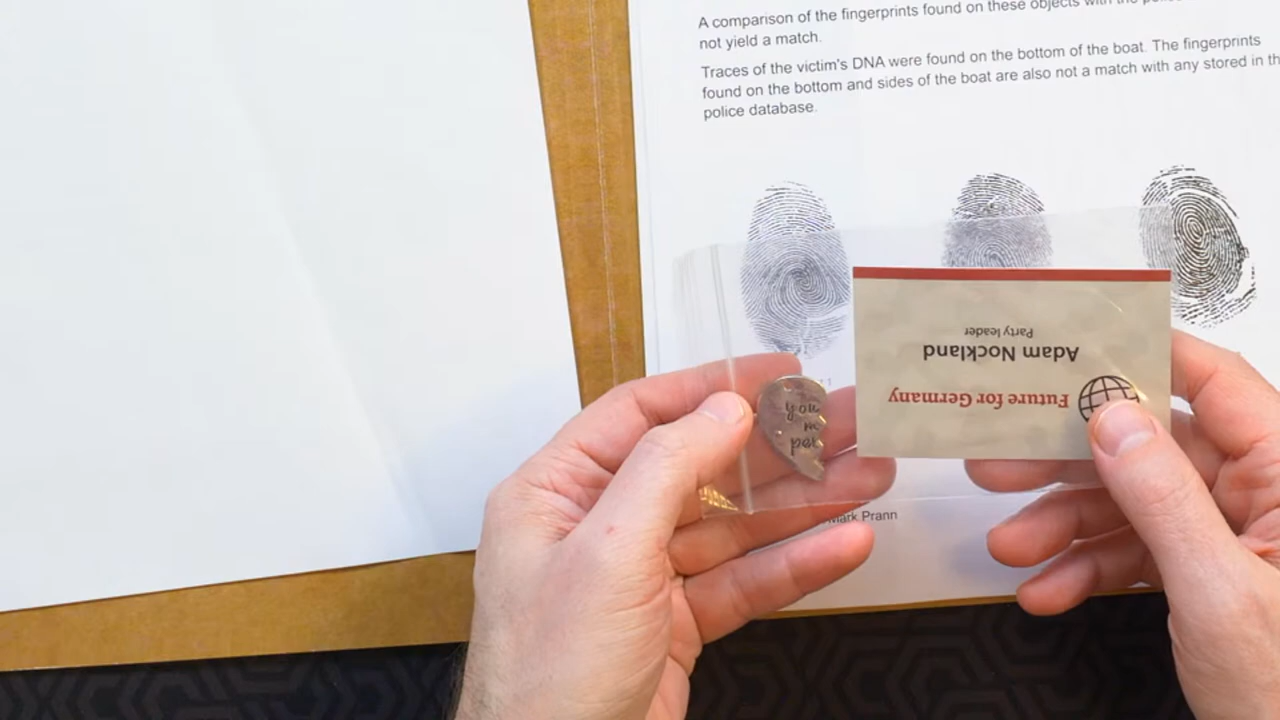 A comparison of the fingerprints found on these objects with the
not yield a match.
Traces of the victim's DNA were found on the bottom of the boat. The fingerprints
found on the bottom and sides of the boat are also not a match with any stored in
police database.
you
Future for Germany
Adam Nockland
Party leader
Mark Prann